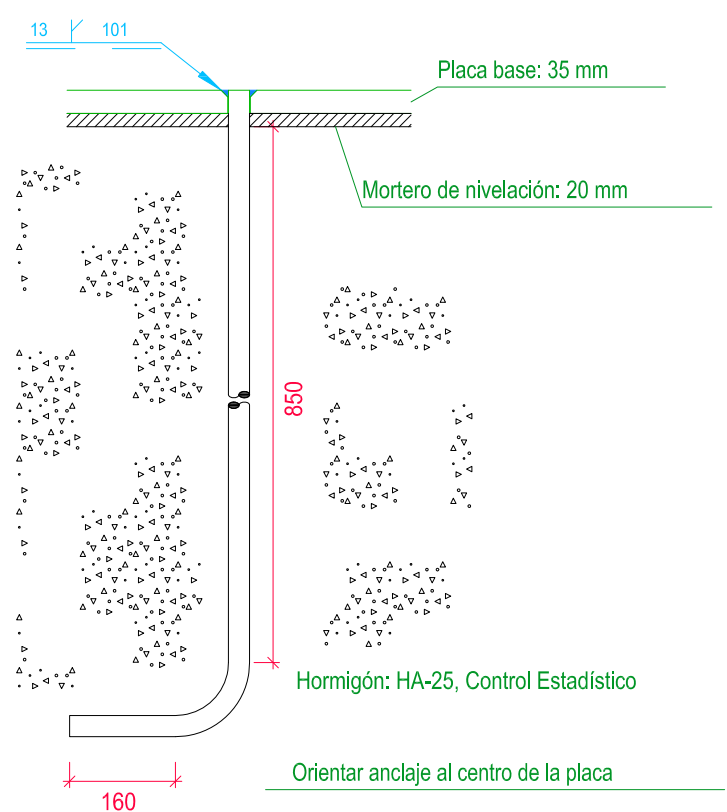 13 101
Placa base: 35 mm
Mortero de nivelación: 20 mm
850
Hormigón: HA-25, Control Estadístico
Orientar anclaje al centro de la placa
160